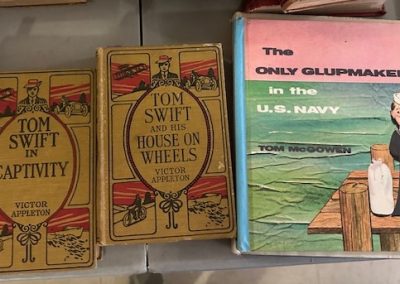 TOM
SWIFT
IN
CAPTIVITY
VICTOR
APPLETON
TOM
SWIFT
AND HIS
HOUSE ON
WHEELS
VICTOR
APPLETON
The
ONLY GLUPMAKER
in the
U.S. NAVY
TOM McGOWEN